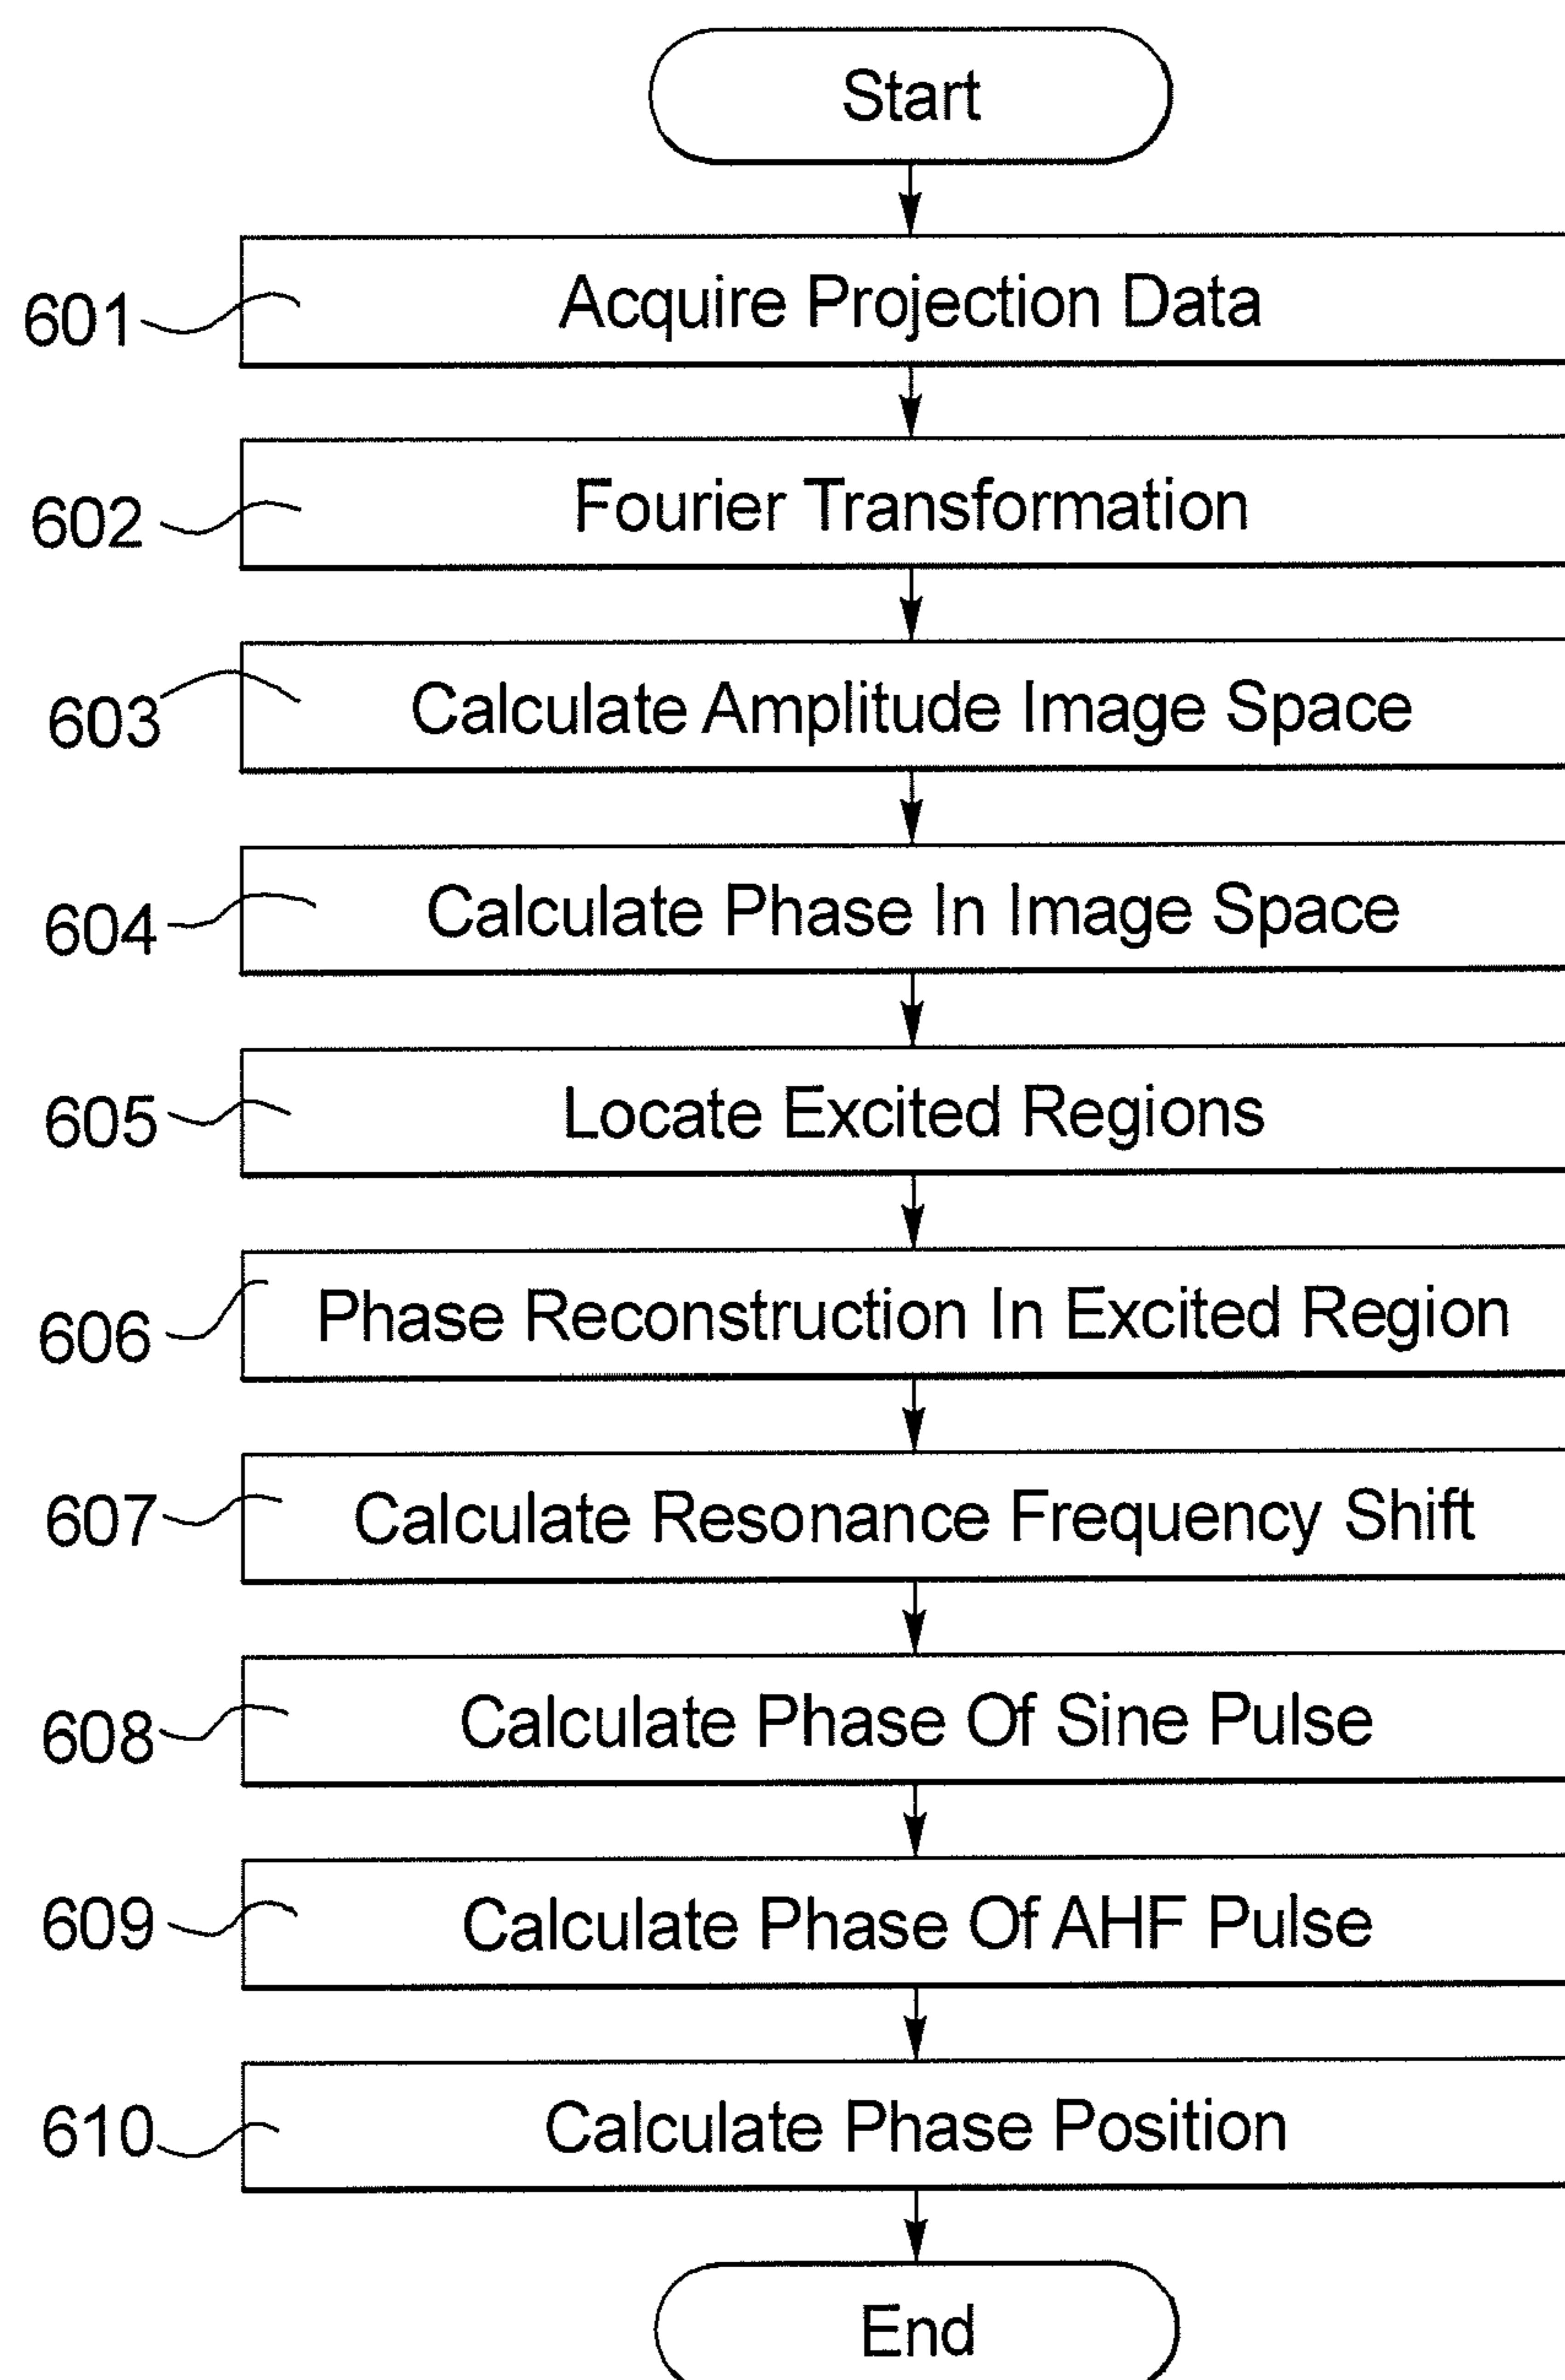 Start
601
Acquire Projection Data
602
Fourier Transformation
603
Calculate Amplitude Image Space
604
Calculate Phase In Image Space
605
Locate Excited Regions
606
Phase Reconstruction In Excited Region
607
Calculate Resonance Frequency Shift
608
Calculate Phase Of Sine Pulse
609
Calculate Phase Of AHF Pulse
610
Calculate Phase Position
End